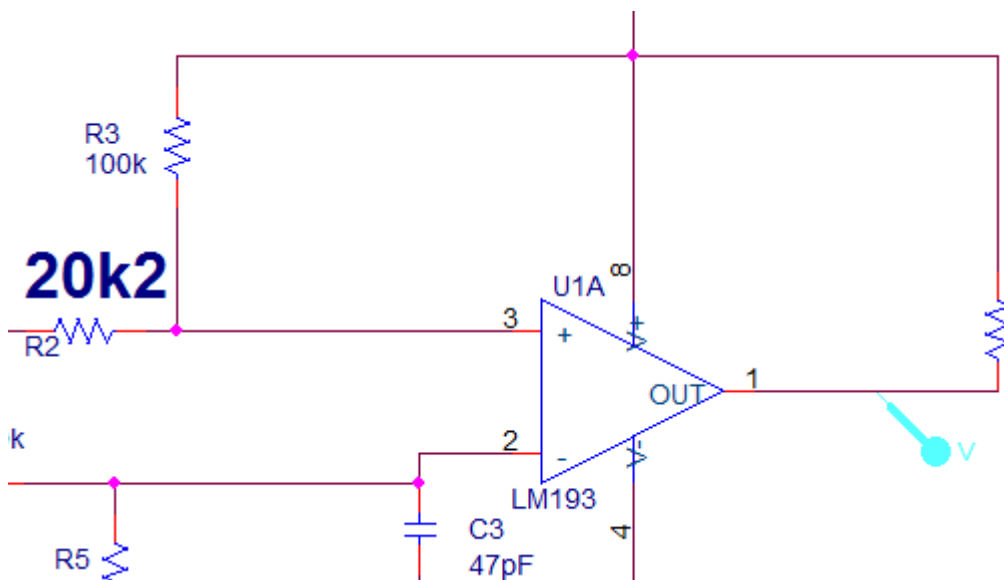 R3
100k
20k2
R2
U1A
8
V+
3
+
OUT
1
V
2
-
V-
LM193
4
k
R5
C3
47pF